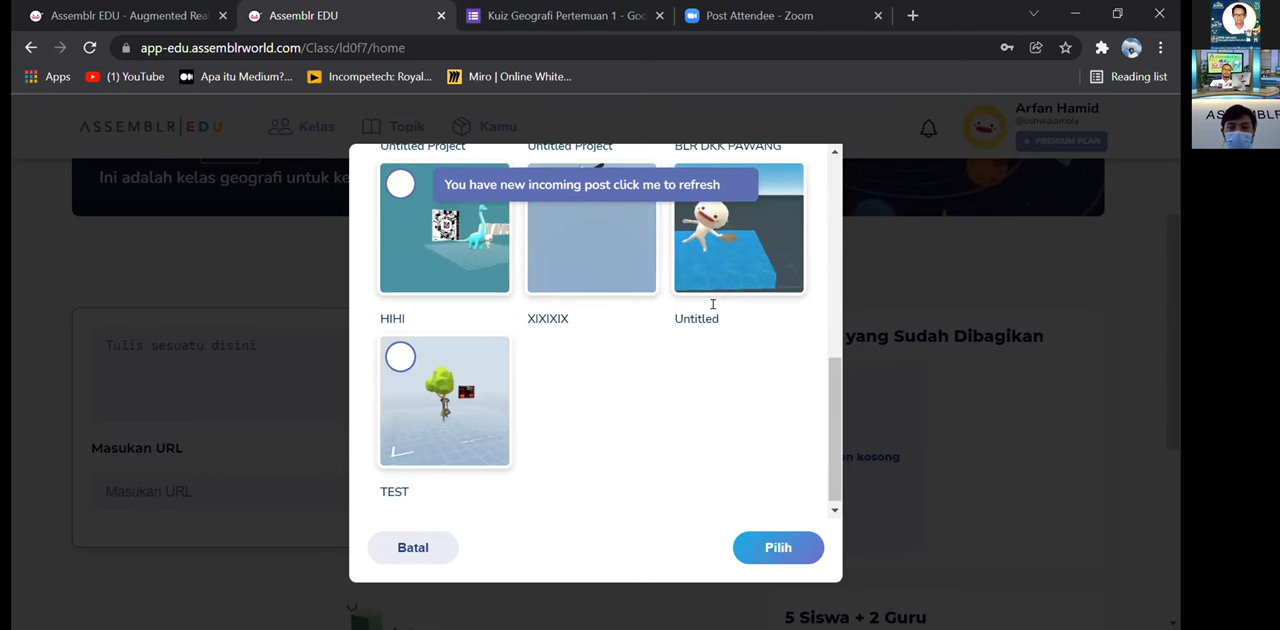 Assemblr EDU - Augmented Real
Assemblr EDU
Kuiz Geografi Pertemuan 1 - Goo
Post Attendee - Zoom
app-edu.assemblrworld.com/Class/ld0f7/home
Apps
(1) YouTube
Apa itu Medium?...
Incompetech: Royal...
Miro | Online White...
Reading list
ASSEMBLR EDU
Kelas
Topik
Kamu
Arfan Hamid
PREMIUM PLAN
Ini adalah kelas geografi untuk ke
Untitled Project
Untitled Project
BLR DKK PAWANG
You have new incoming post click me to refresh
HIHI
XIXIXIX
Untitled
TEST
Tulis sesuatu disini
Masukan URL
Masukan URL
yang Sudah Dibagikan
en kosong
Batal
Pilih
5 Siswa + 2 Guru